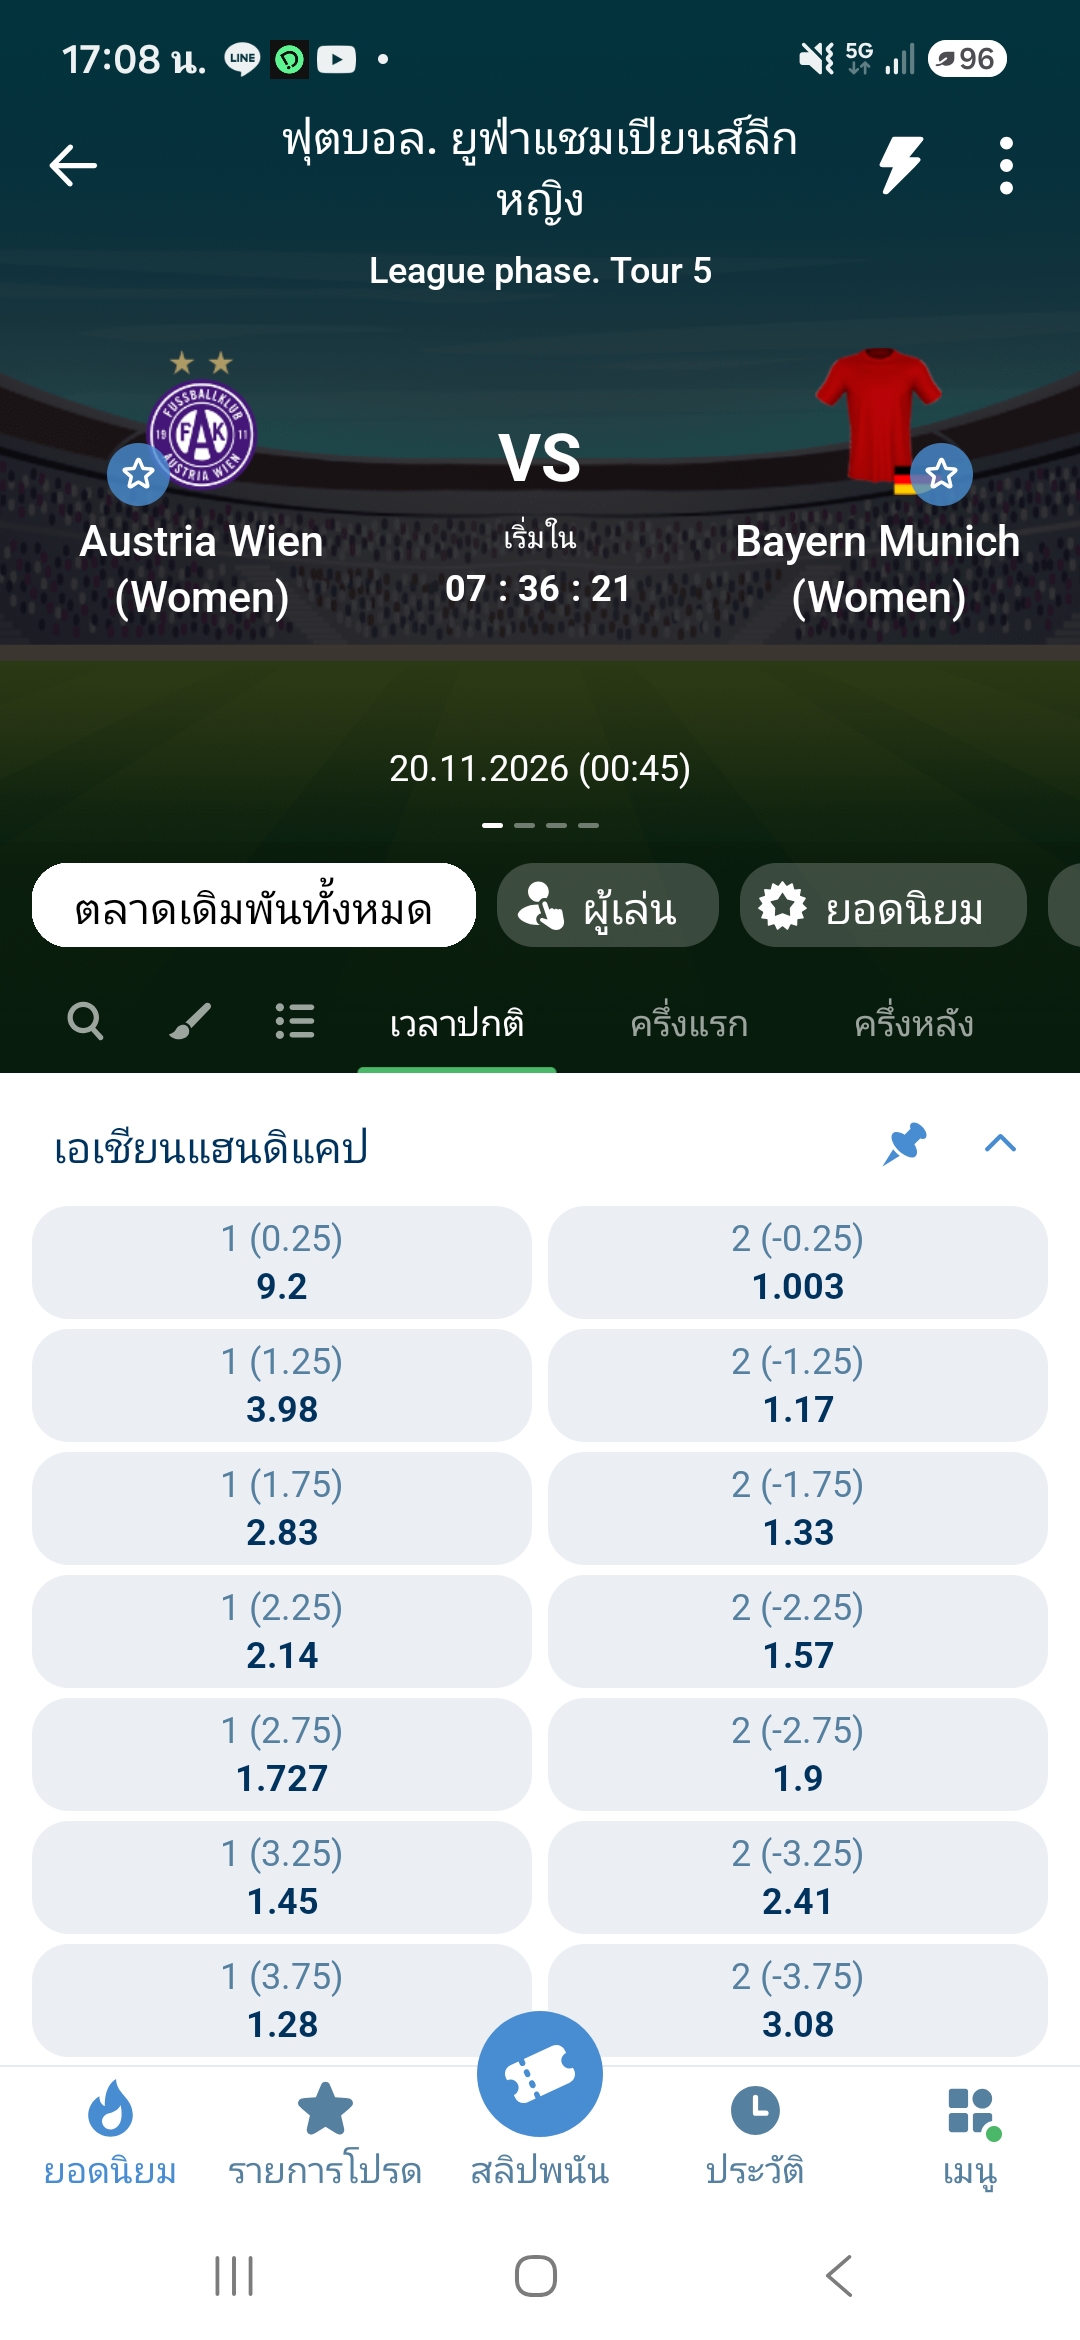 17:08 น.
LINE
5G
96
ฟุตบอล. ยูฟ่าแชมเปียนส์ลีก
หญิง
League phase. Tour 5
FUSSBALLKLUB
19 FAK 11
AUSTRIA WIEN
VS
เริ่มใน
07 : 36 : 21
Austria Wien
(Women)
Bayern Munich
(Women)
20.11.2026 (00:45)
ตลาดเดิมพันทั้งหมด
ผู้เล่น
ยอดนิยม
เวลาปกติ
ครึ่งแรก
ครึ่งหลัง
เอเชียนแฮนดิแคป
1 (0.25)
9.2
2 (-0.25)
1.003
1 (1.25)
3.98
2 (-1.25)
1.17
1 (1.75)
2.83
2 (-1.75)
1.33
1 (2.25)
2.14
2 (-2.25)
1.57
1 (2.75)
1.727
2 (-2.75)
1.9
1 (3.25)
1.45
2 (-3.25)
2.41
1 (3.75)
1.28
2 (-3.75)
3.08
ยอดนิยม
รายการโปรด
สลิปพนัน
ประวัติ
เมนู